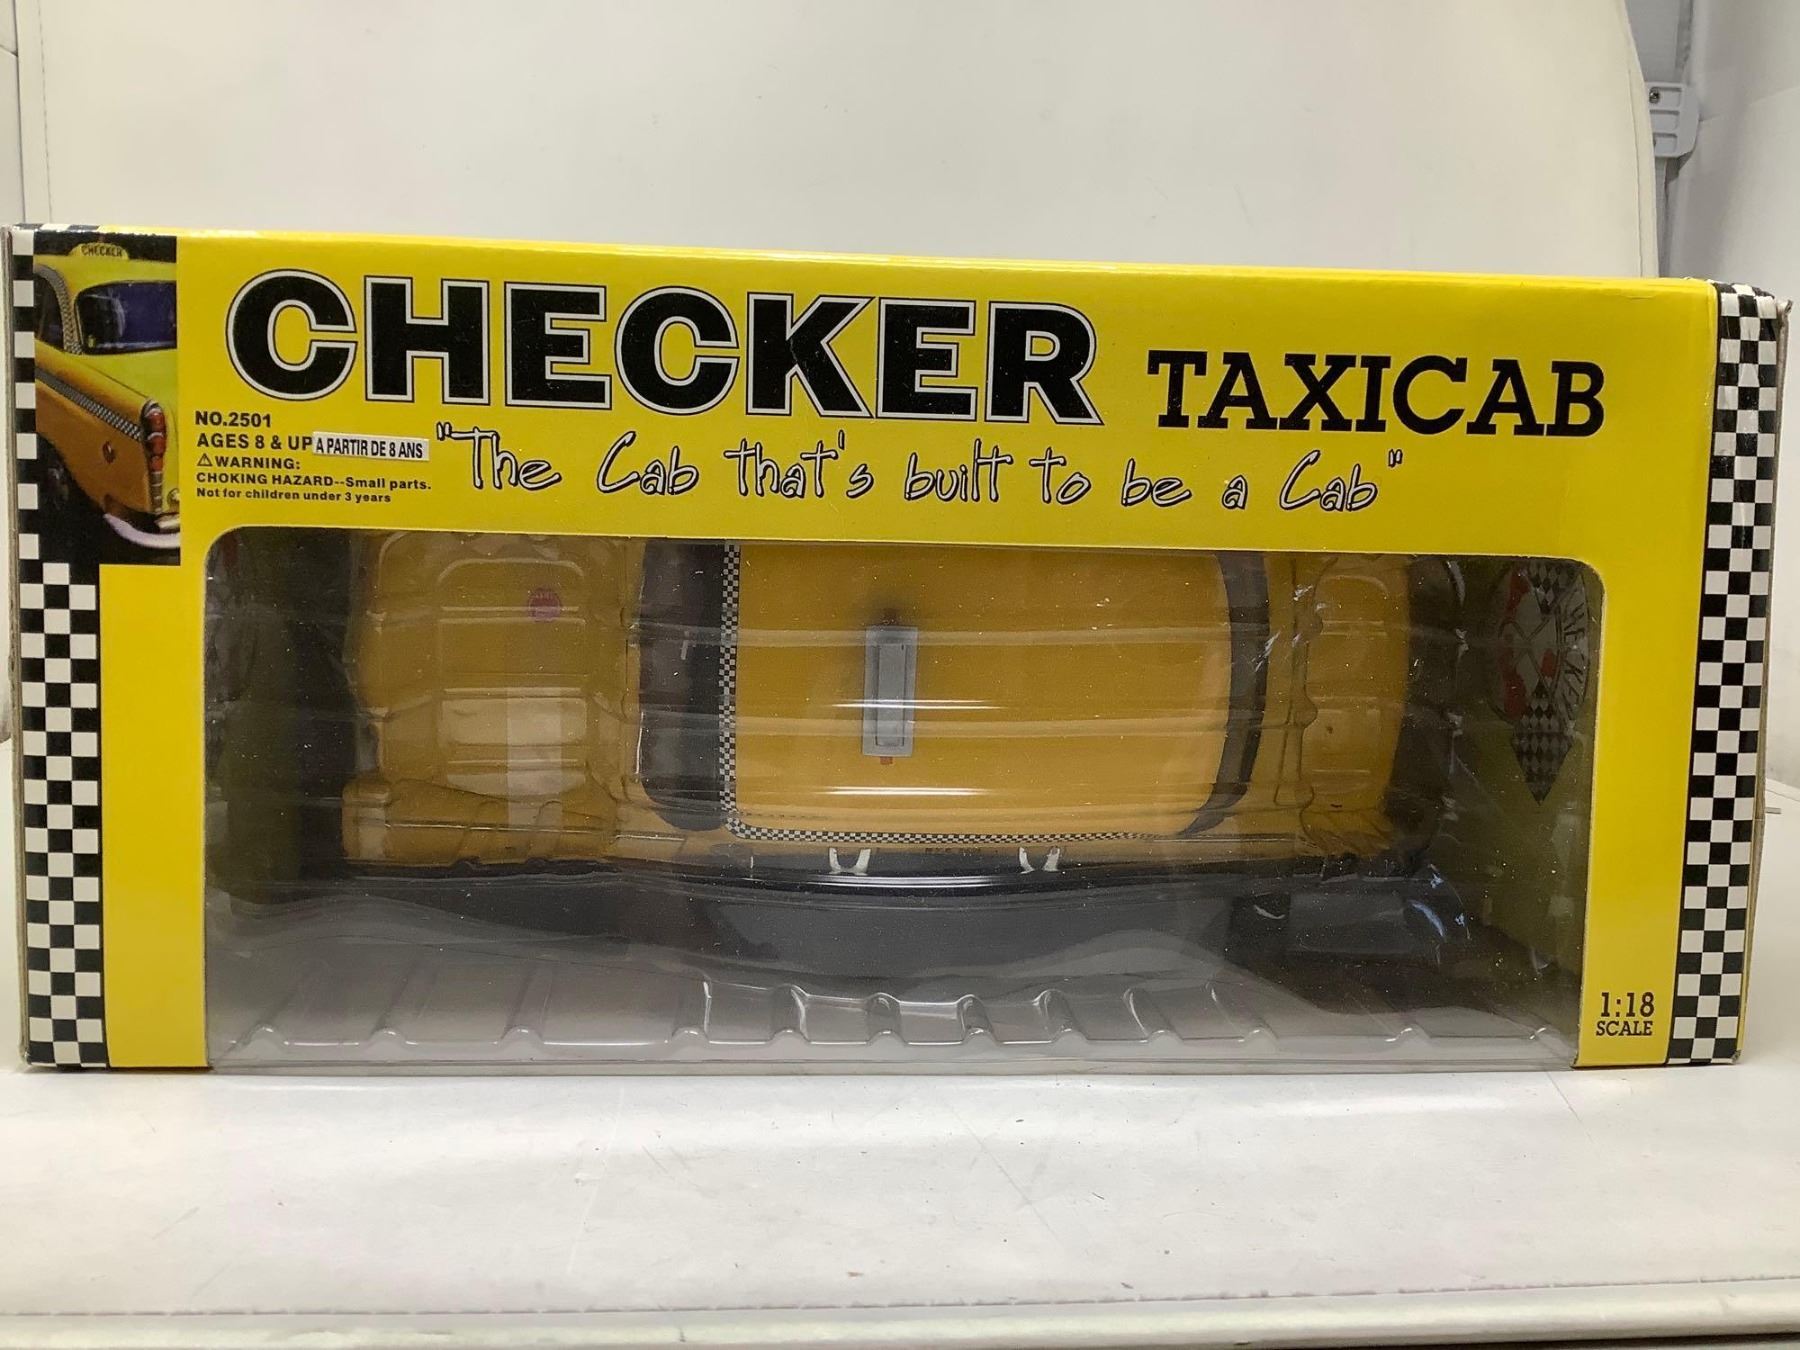 CHECKER
CHECKER TAXICAB
NO.2501
AGES 8 & UP A PARTIR DE 8 ANS
⚠WARNING:
CHOKING HAZARD--Small parts.
Not for children under 3 years
"The Cab that's built to be a Cab"
1:18
SCALE